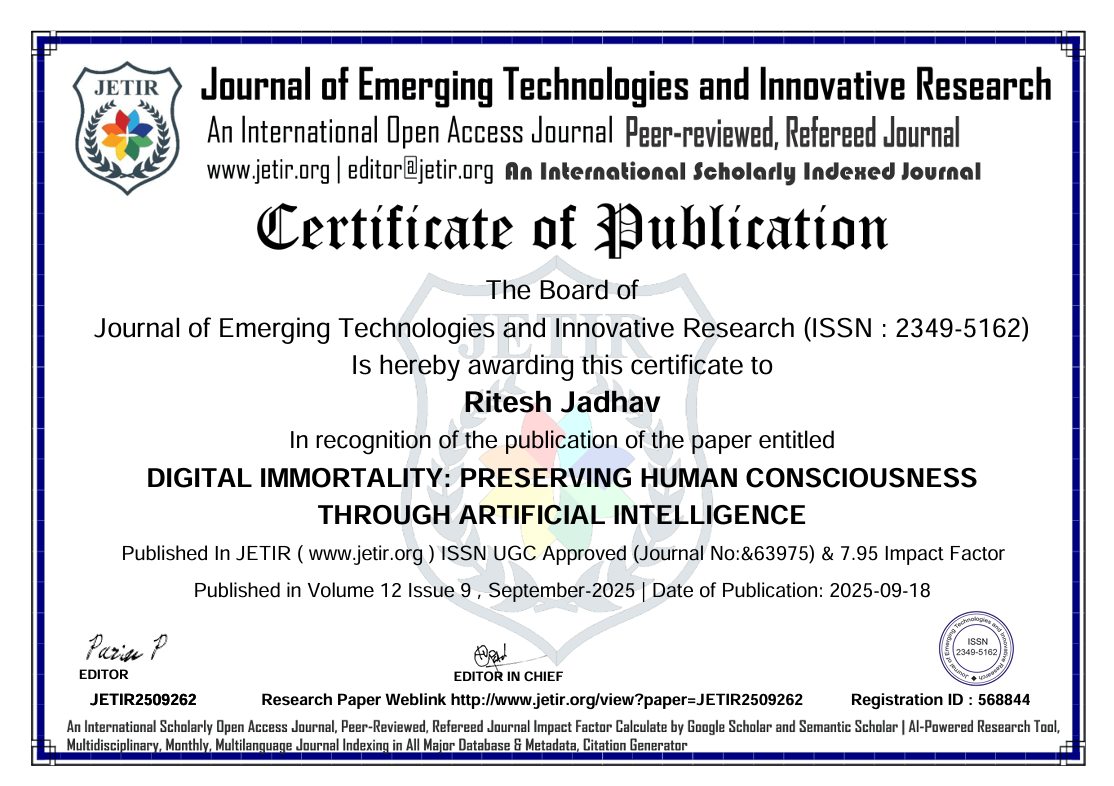 JETIR
Journal of Emerging Technologies and Innovative Research
An International Open Access Journal Peer-reviewed, Refereed Journal
www.jetir.org | editor@jetir.org An International Scholarly Indexed Journal
Certificate of Publication
JETIR
The Board of
Journal of Emerging Technologies and Innovative Research (ISSN : 2349-5162)
Is hereby awarding this certificate to
Ritesh Jadhav
In recognition of the publication of the paper entitled
DIGITAL IMMORTALITY: PRESERVING HUMAN CONSCIOUSNESS
THROUGH ARTIFICIAL INTELLIGENCE
Published In JETIR ( www.jetir.org ) ISSN UGC Approved (Journal No:&63975) & 7.95 Impact Factor
Published in Volume 12 Issue 9 , September-2025 | Date of Publication: 2025-09-18
Journal of Emerging Technologies and Innovative Research
ISSN
2349-5162
EDITOR
EDITOR IN CHIEF
JETIR2509262 Research Paper Weblink http://www.jetir.org/view?paper=JETIR2509262 Registration ID : 568844
An International Scholarly Open Access Journal, Peer-Reviewed, Refereed Journal Impact Factor Calculate by Google Scholar and Semantic Scholar | AI-Powered Research Tool,
Multidisciplinary, Monthly, Multilanguage Journal Indexing in All Major Database & Metadata, Citation Generator